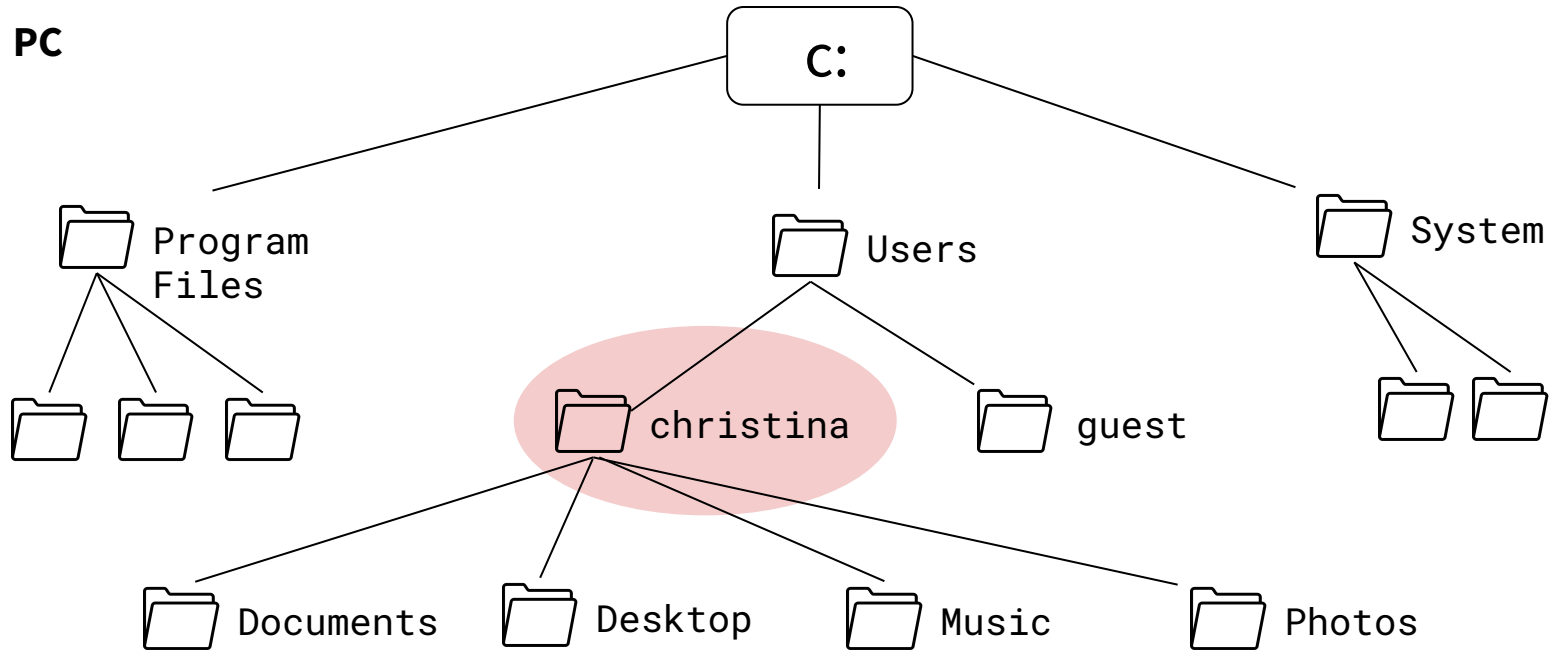 PC
C:
Program
Files
Users
System
christina
guest
Documents
Desktop
Music
Photos